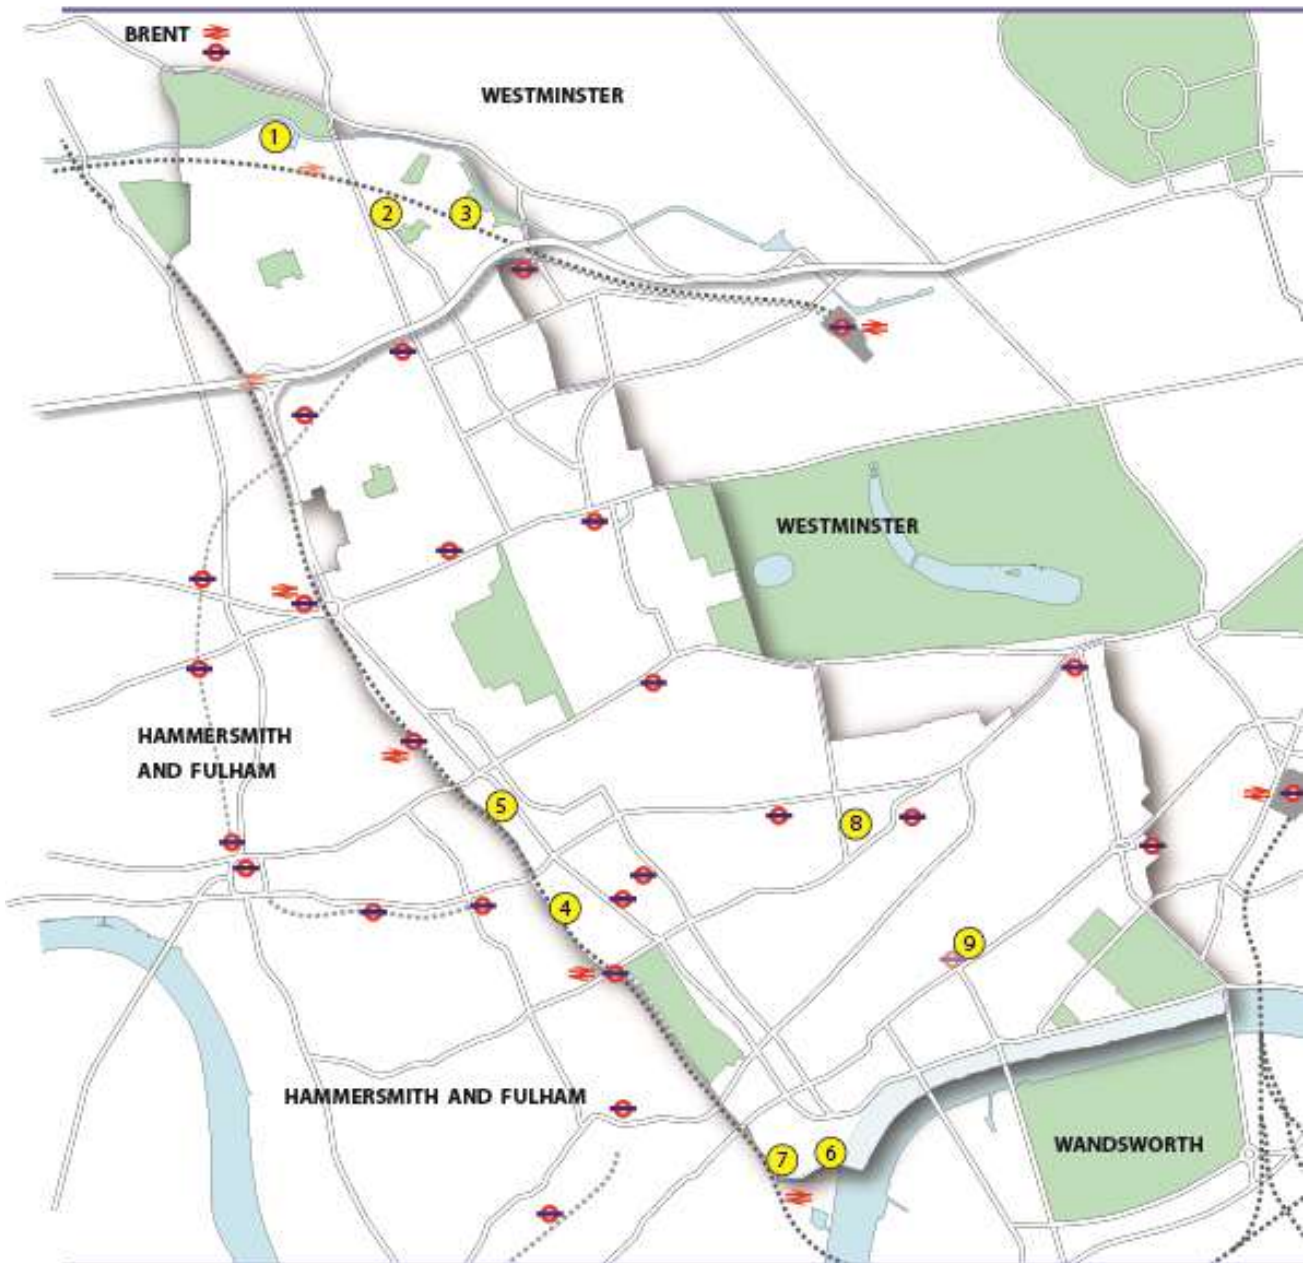 BRENT
WESTMINSTER
1
2
3
WESTMINSTER
HAMMERSMITH
AND FULHAM
5
8
4
9
HAMMERSMITH AND FULHAM
7
6
WANDSWORTH